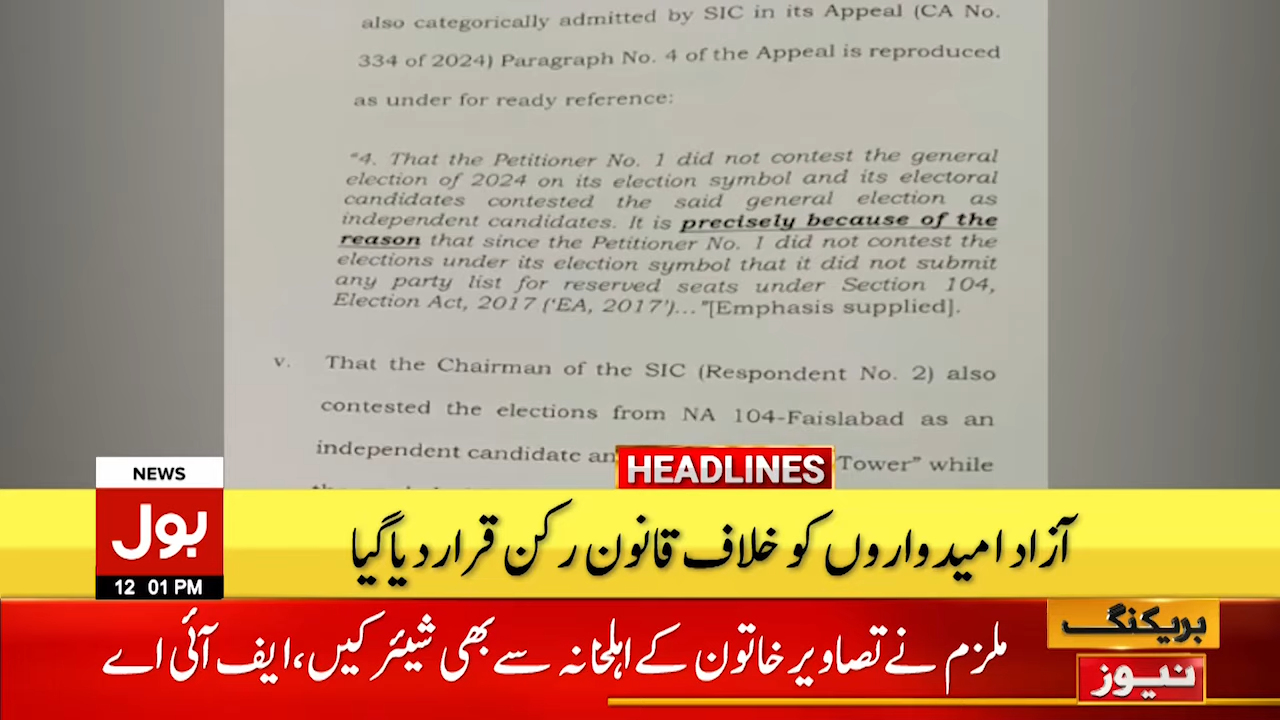 also categorically admitted by SIC in its Appeal (CA No.
334 of 2024) Paragraph No. 4 of the Appeal is reproduced
as under for ready reference:
"4. That the Petitioner No. 1 did not contest the general
election of 2024 on its election symbol and its electoral
candidates contested the said general election as
independent candidates. It is precisely because of the
reason that since the Petitioner No. 1 did not contest the
elections under its election symbol that it did not submit
any party list for reserved seats under Section 104,
Election Act, 2017 ('EA, 2017')..."[Emphasis supplied].
v. That the Chairman of the SIC (Respondent No. 2) also
contested the elections from NA 104-Faislabad as an
independent candidate an
Tower" while
HEADLINES
NEWS
بول
12 01 PM
آزاد امیدواروں کو خلاف قانون رکن قرار دیا گیا
بریکنگ
نیوز
ملزم نے تصاویر خاتون کے اہلخانہ سے بھی شیئر کیں، ایف آئی اے